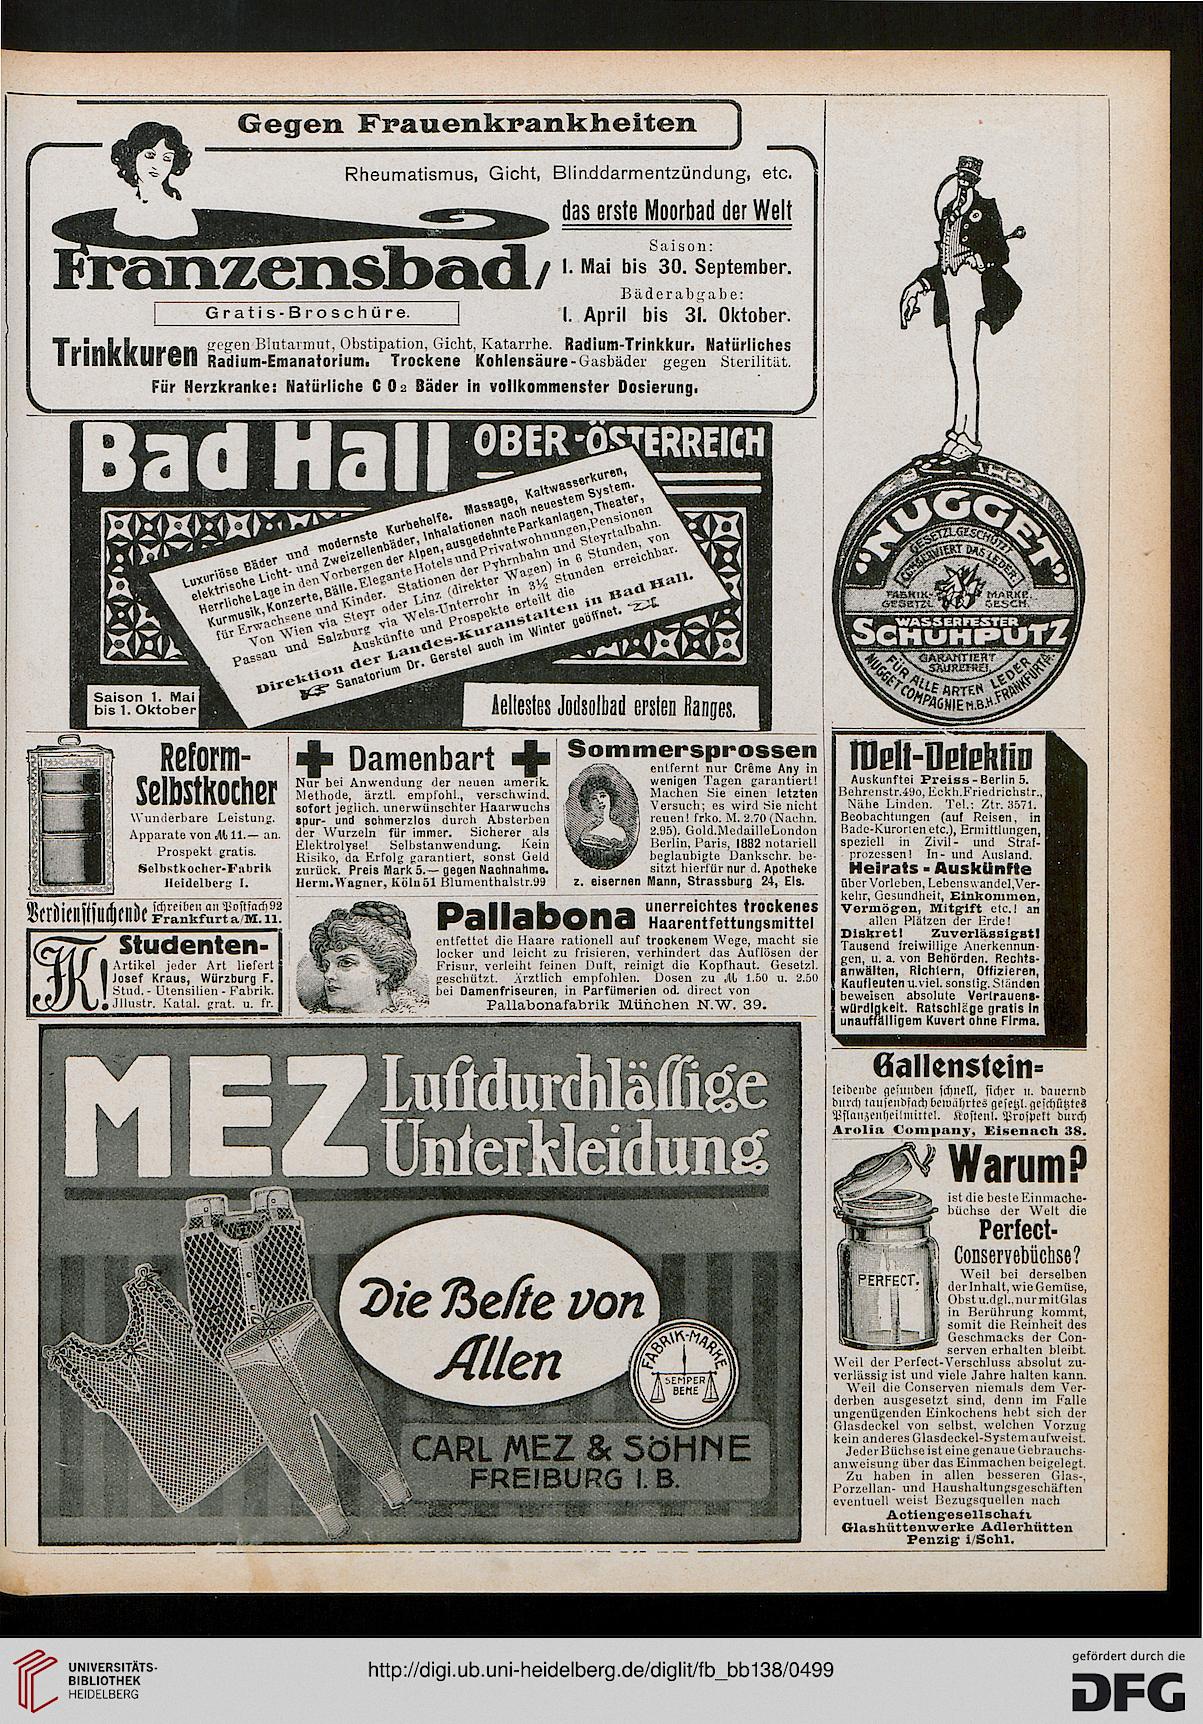 Gegen Frauenkrankheiten
Rheumatismus, Gicht, Blinddarmentzündung, etc.
das erste Moorbad der Welt
Franzensbad,
Saison:
1. Mai bis 30. September.
Bäderabgabe:
1. April bis 31. Oktober.
Gratis-Broschüre.
Trinkkuren gegen Blutarmut, Obstipation, Gicht, Katarrhe. Radium-Trinkkur. Natürliches
Radium-Emanatorium. Trockene Kohlensäure-Gasbäder gegen Sterilität.
Für Herzkranke: Natürliche CO2 Bäder in vollkommenster Dosierung.
Bad Hall OBER-ÖSTERREICH
Luxuriöse Bäder und modernste Kurbehelfe. Massage, Kaltwasserkuren,
elektrische Licht- und Zweizellenbäder, Inhalationen nach neuestem System.
Herrliche Lage in den Vorbergen der Alpen, ausgedehnte Parkanlagen, Theater,
Kurmusik, Konzerte, Bälle. Elegante Hotels und Privatwohnungen, Pensionen
für Erwachsene und Kinder. Stationen der Pyhrnbahn und Steyrtalbahn.
Von Wien via Steyr oder Linz (direkter Wagen) in 6 Stunden, von
Passau und Salzburg via Wels-Unterrohr in 3½ Stunden erreichbar.
Auskünfte und Prospekte erteilt die
Direktion der Landes-Kuranstalten in Bad Hall.
Sanatorium Dr. Gerstel auch im Winter geöffnet.
Saison 1. Mai
bis 1. Oktober
Aeltestes Jodsolbad ersten Ranges.
Reform-
Selbstkocher
Wunderbare Leistung.
Apparate von M 11.— an.
Prospekt gratis.
Selbstkocher-Fabrik
Heidelberg I.
Damenbart
Nur bei Anwendung der neuen amerik.
Methode, ärztl. empfohl., verschwind.
sofort jeglich. unerwünschter Haarwuchs
spur- und schmerzlos durch Absterben
der Wurzeln für immer. Sicherer als
Elektrolyse! Selbstanwendung. Kein
Risiko, da Erfolg garantiert, sonst Geld
zurück. Preis Mark 5.— gegen Nachnahme.
Herm. Wagner, Köln 51 Blumenthalstr. 99
Sommersprossen
entfernt nur Crême Any in
wenigen Tagen garantiert!
Machen Sie einen letzten
Versuch; es wird Sie nicht
reuen! frko. M. 2.70 (Nachn.
2.95). Gold. Medaille London
Berlin, Paris, 1882 notariell
beglaubigte Dankschr. be-
sitzt hierfür nur d. Apotheke
z. eisernen Mann, Strassburg 24, Els.
Verdienstsuchende schreiben an Postfach 92
Frankfurt a/M. 11.
Studenten-
Artikel jeder Art liefert
Josef Kraus, Würzburg F.
Stud.-Utensilien-Fabrik.
Jllustr. Katal. grat. u. fr.
Pallabona unerreichtes trockenes
Haarentfettungsmittel
entfettet die Haare rationell auf trockenem Wege, macht sie
locker und leicht zu frisieren, verhindert das Auflösen der
Frisur, verleiht feinen Duft, reinigt die Kopfhaut. Gesetzl.
geschützt. Ärztlich empfohlen. Dosen zu M 1.50 u. 2.50
bei Damenfriseuren, in Parfümerien od. direct von
Pallabonafabrik München N.W. 39.
MEZ Luftdurchlässige
Unterkleidung
Die Beste von
Allen
FABRIK-MARKE
SEMPER
BENE
CARL MEZ & SÖHNE
FREIBURG I. B.
"NUGGET"
GESETZL. GESCHÜTZT
CONSERVIERT DAS LEDER
FABRIK- MARKE
GESETZL. GESCH.
WASSERFESTER
SCHUHPUTZ
GARANTIERT
SÄUREFREI.
FÜR ALLE ARTEN LEDER
NUGGET COMPAGNIE M.B.H. FRANKFURT A/M.
Welt-Detektiv
Auskunftei Preiss-Berlin 5.
Behrenstr. 49o, Eckh. Friedrichstr.,
Nähe Linden. Tel.: Ztr. 3571.
Beobachtungen (auf Reisen, in
Bade-Kurorten etc.), Ermittlungen,
speziell in Zivil- und Straf-
prozessen! In- und Ausland.
Heirats-Auskünfte
über Vorleben, Lebenswandel, Ver-
kehr, Gesundheit, Einkommen,
Vermögen, Mitgift etc.! an
allen Plätzen der Erde!
Diskret! Zuverlässigst!
Tausend freiwillige Anerkennun-
gen, u. a. von Behörden, Rechts-
anwälten, Richtern, Offizieren,
Kaufleuten u. viel. sonstig. Ständen
beweisen absolute Vertrauens-
würdigkeit. Ratschläge gratis in
unauffälligem Kuvert ohne Firma.
Gallenstein-
leidende gesunden schnell, sicher u. dauernd
durch tausendfach bewährtes gesetzl. geschütztes
Pflanzenheilmittel. Kostenl. Prospekt durch
Arolia Company, Eisenach 38.
Warum?
ist die beste Einmache-
büchse der Welt die
Perfect-
Conservebüchse?
PERFECT.
Weil bei derselben
der Inhalt, wie Gemüse,
Obst u. dgl., nur mit Glas
in Berührung kommt,
somit die Reinheit des
Geschmacks der Con-
serven erhalten bleibt.
Weil der Perfect-Verschluss absolut zu-
verlässig ist und viele Jahre halten kann.
Weil die Conserven niemals dem Ver-
derben ausgesetzt sind, denn im Falle
ungenügenden Einkochens hebt sich der
Glasdeckel von selbst, welchen Vorzug
kein anderes Glasdeckel-System aufweist.
Jeder Büchse ist eine genaue Gebrauchs-
anweisung über das Einmachen beigelegt.
Zu haben in allen besseren Glas-,
Porzellan- und Haushaltungsgeschäften
eventuell weist Bezugsquellen nach
Actiengesellschaft
Glashüttenwerke Adlerhütten
Penzig i/Schl.
UNIVERSITÄTS-
BIBLIOTHEK
HEIDELBERG
http://digi.ub.uni-heidelberg.de/diglit/fb_bb138/0499
gefördert durch die
DFG